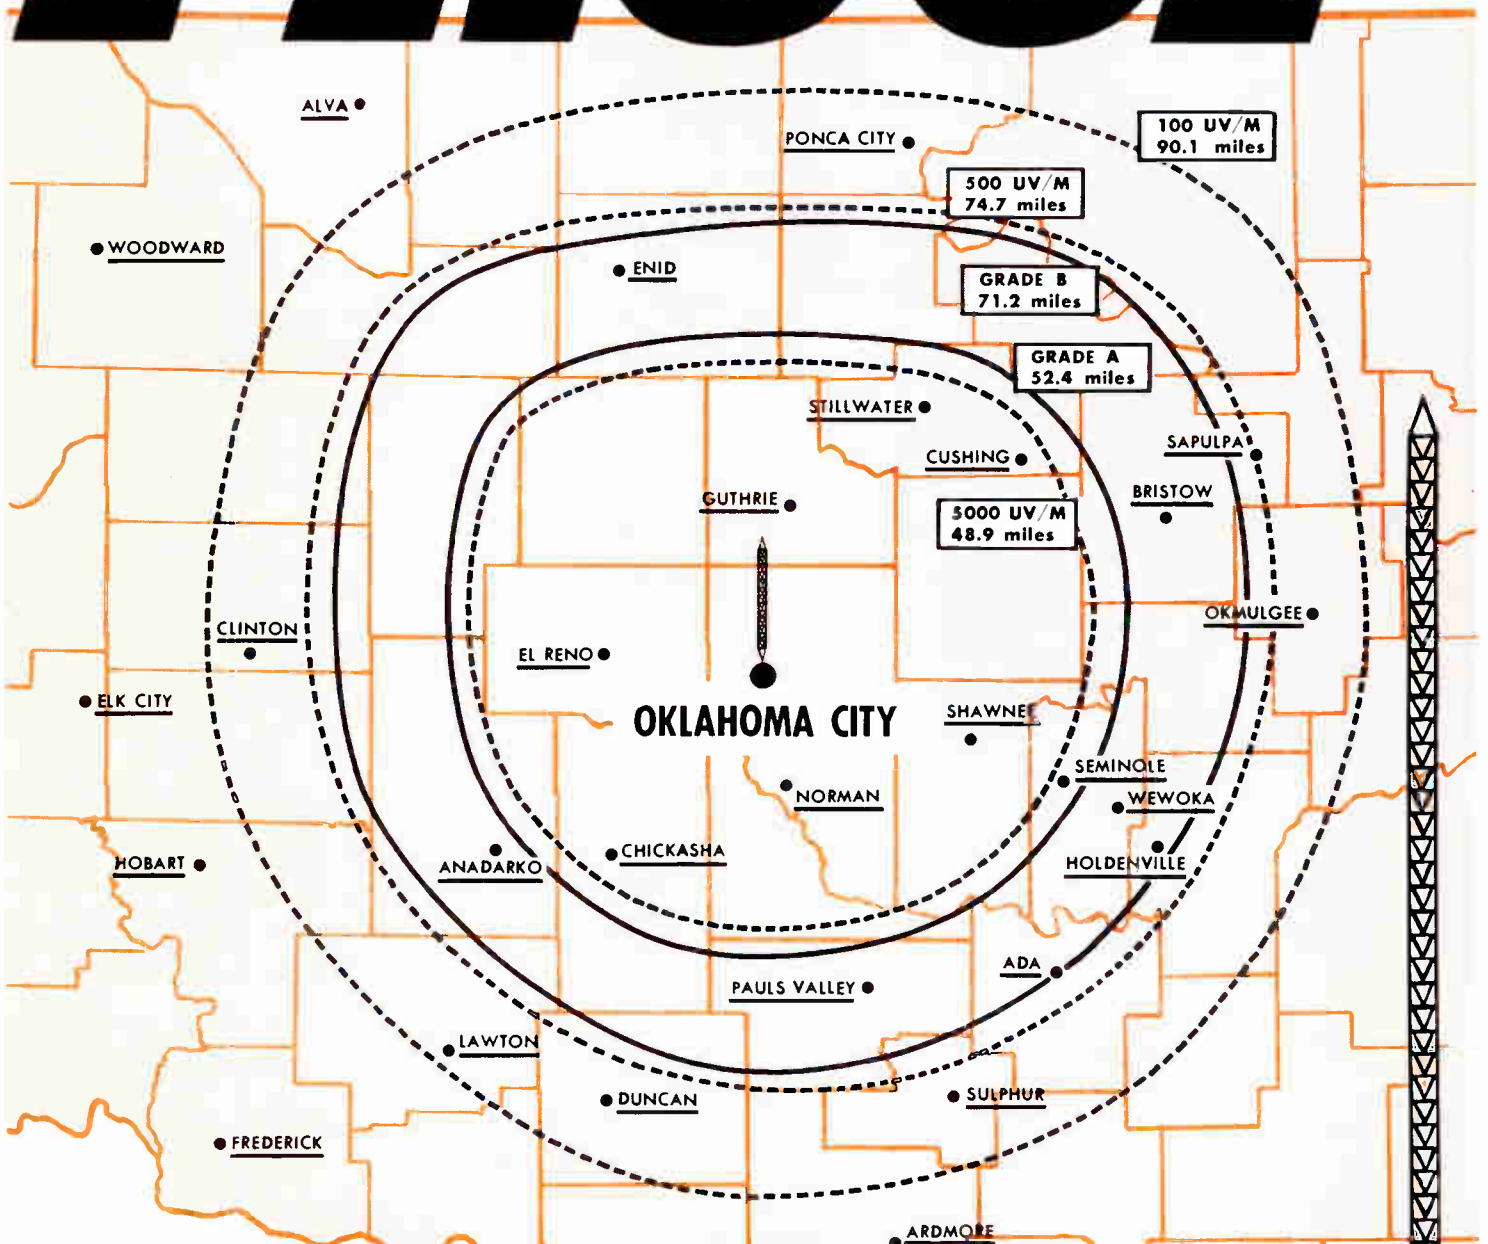 ALVA
PONCA CITY
100 UV/M
90.1 miles
500 UV/M
74.7 miles
WOODWARD
ENID
GRADE B
71.2 miles
GRADE A
52.4 miles
STILLWATER
CUSHING
SAPULPA
BRISTOW
GUTHRIE
5000 UV/M
48.9 miles
OKMULGEE
CLINTON
EL RENO
ELK CITY
OKLAHOMA CITY
SHAWNEE
SEMINOLE
NORMAN
WEWOKA
CHICKASHA
HOBART
ANADARKO
HOLDENVILLE
ADA
PAULS VALLEY
LAWTON
DUNCAN
SULPHUR
FREDERICK
ARDMORE